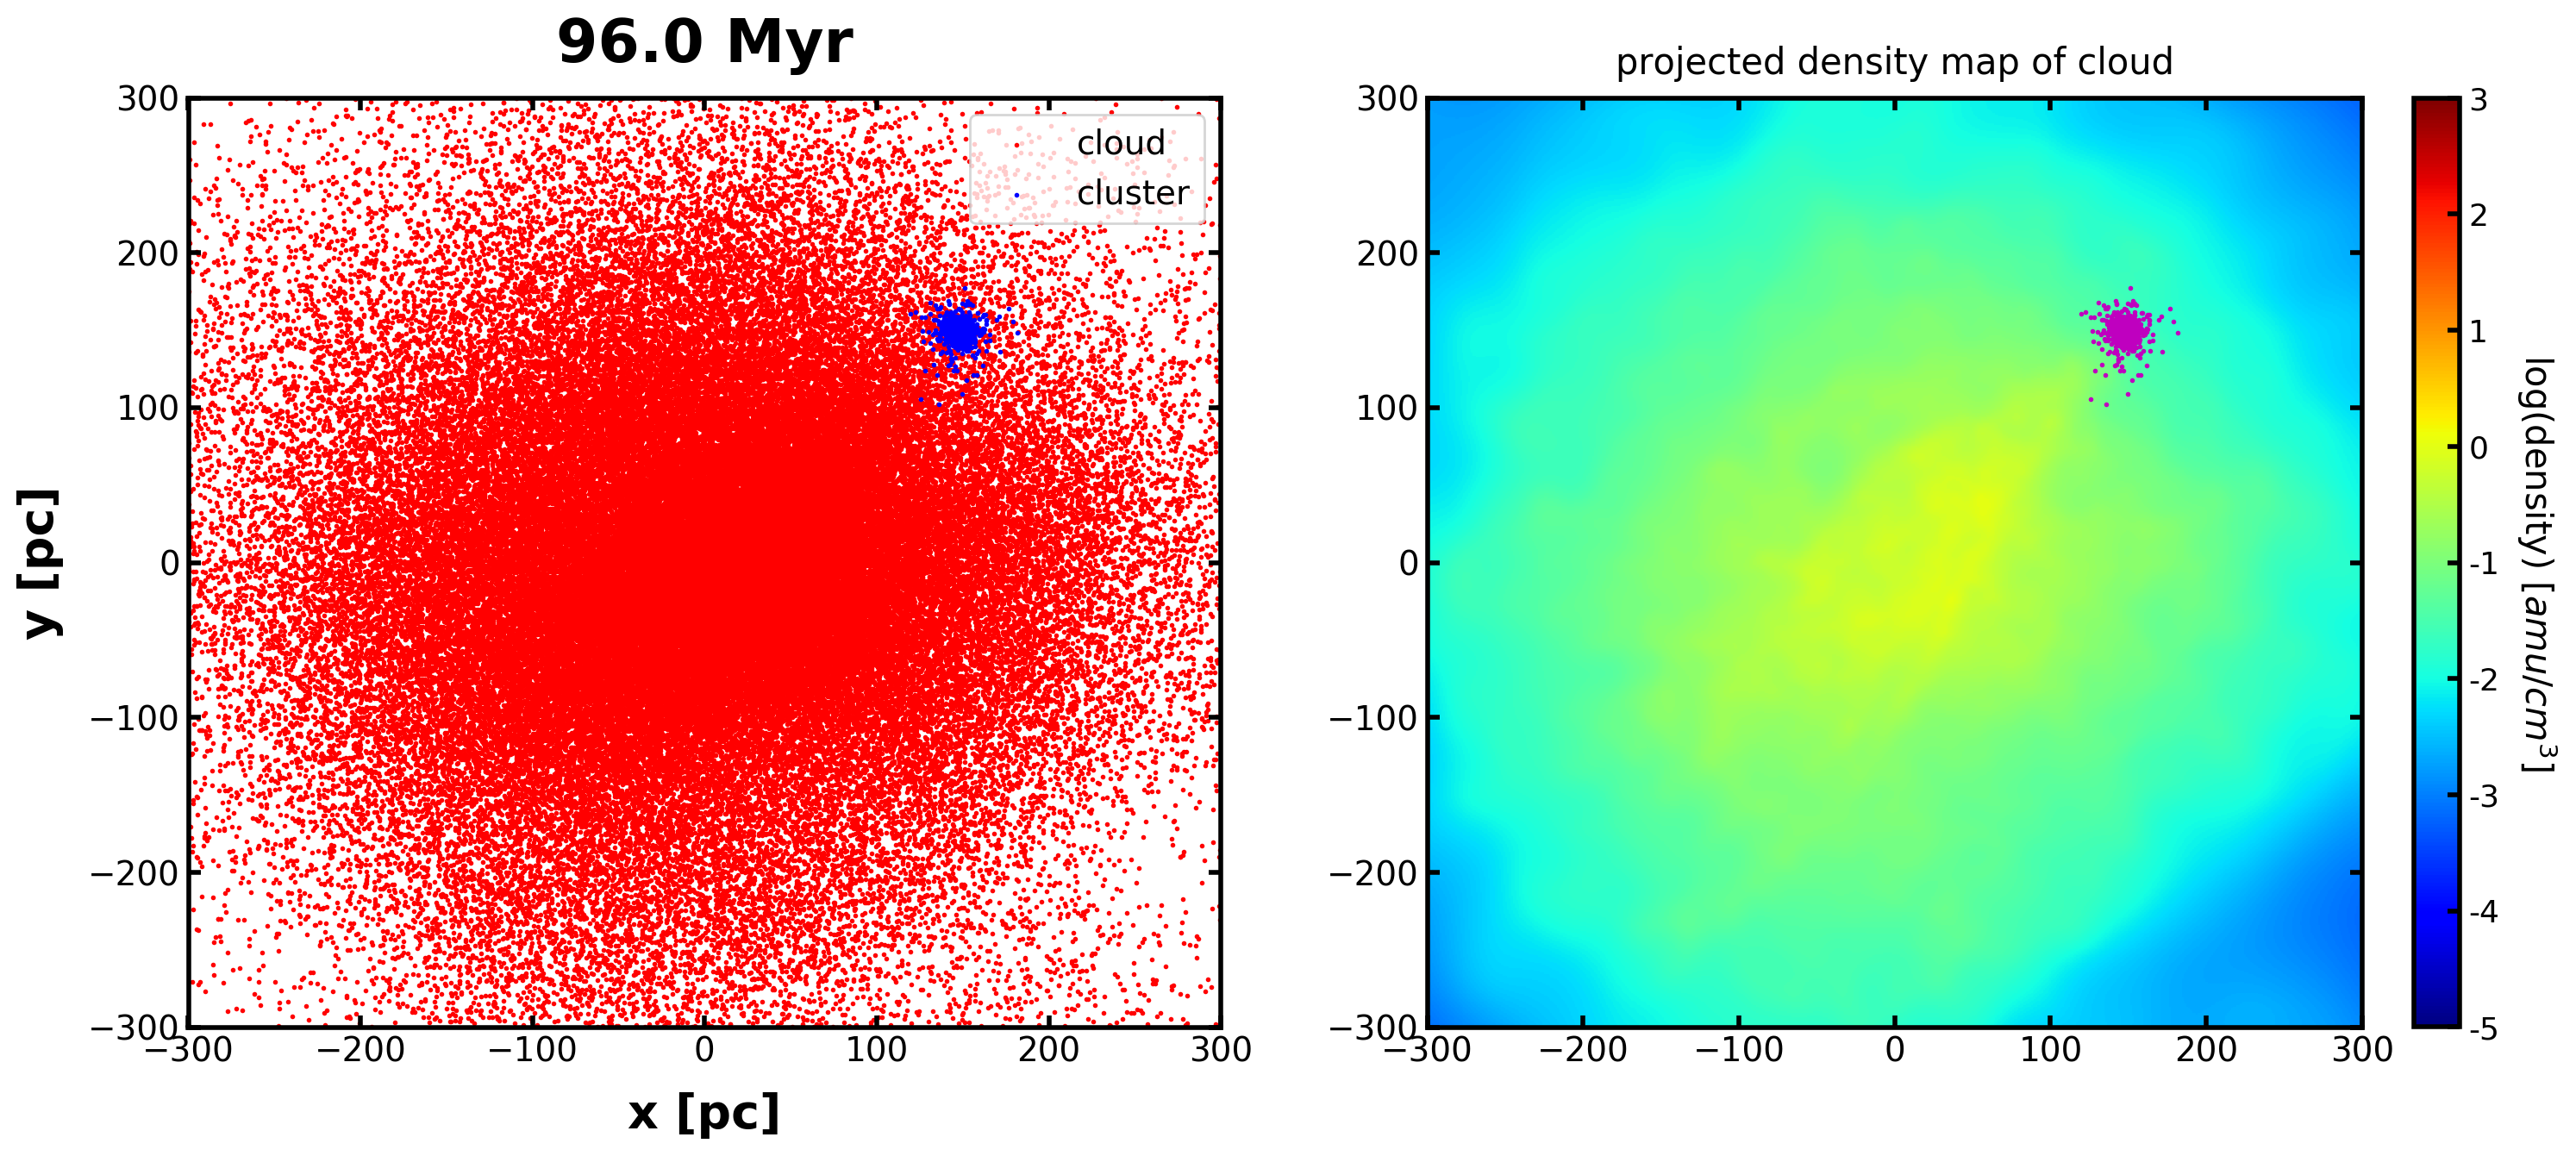 96.0 Myr
300
200
100
0
−100
−200
−300
−300 −200 −100 0 100 200 300
y [pc]
x [pc]
cloud
cluster
projected density map of cloud
300
200
100
0
−100
−200
−300
−300 −200 −100 0 100 200 300
3
2
1
0
-1
-2
-3
-4
-5
log(density) [amu/cm³]